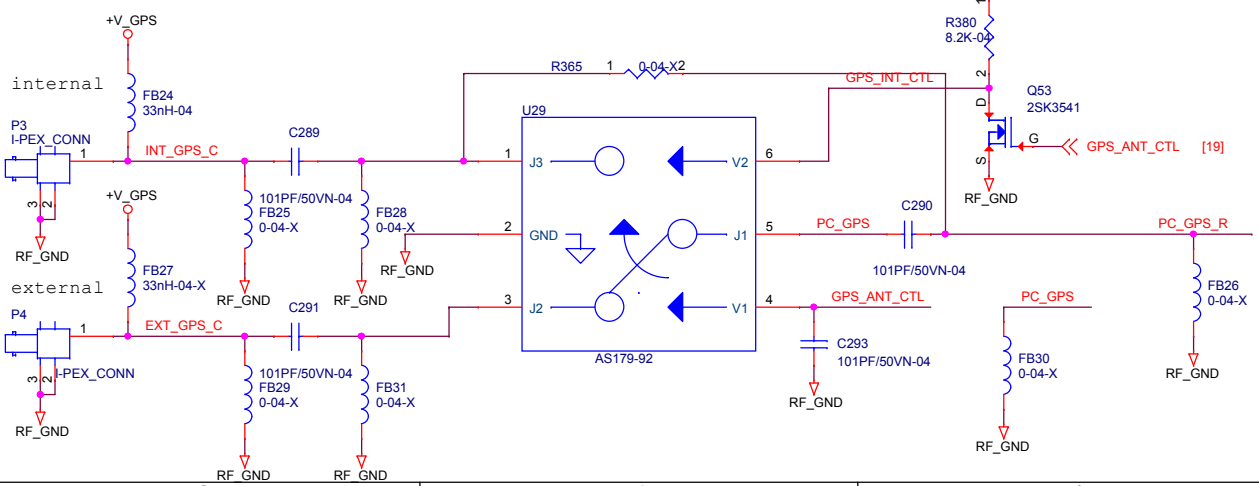 +V_GPS
internal
FB24
33nH-04
P3
I-PEX_CONN
1
INT_GPS_C
C289
101PF/50VN-04
3
2
RF_GND
FB25
0-04-X
RF_GND
FB28
0-04-X
RF_GND
R365
1
0-04-X
2
GPS_INT_CTL
R380
8.2K-04
2
D
Q53
2SK3541
G
GPS_ANT_CTL [19]
S
RF_GND
U29
1
J3
V2
6
2
GND
J1
5
3
J2
V1
4
AS179-92
RF_GND
PC_GPS
C290
101PF/50VN-04
PC_GPS_R
FB26
0-04-X
RF_GND
+V_GPS
FB27
33nH-04-X
external
P4
1
I-PEX_CONN
EXT_GPS_C
C291
101PF/50VN-04
3
2
RF_GND
FB29
0-04-X
RF_GND
FB31
0-04-X
RF_GND
GPS_ANT_CTL
C293
101PF/50VN-04
RF_GND
PC_GPS
FB30
0-04-X
RF_GND